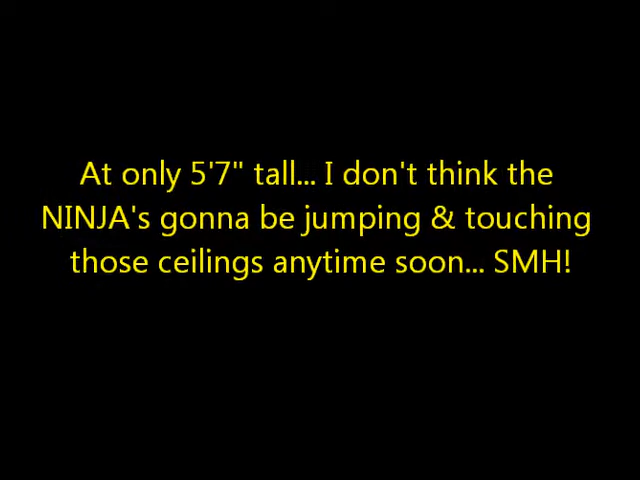 At only 5'7" tall... I don't think the
NINJA's gonna be jumping & touching
those ceilings anytime soon... SMH!